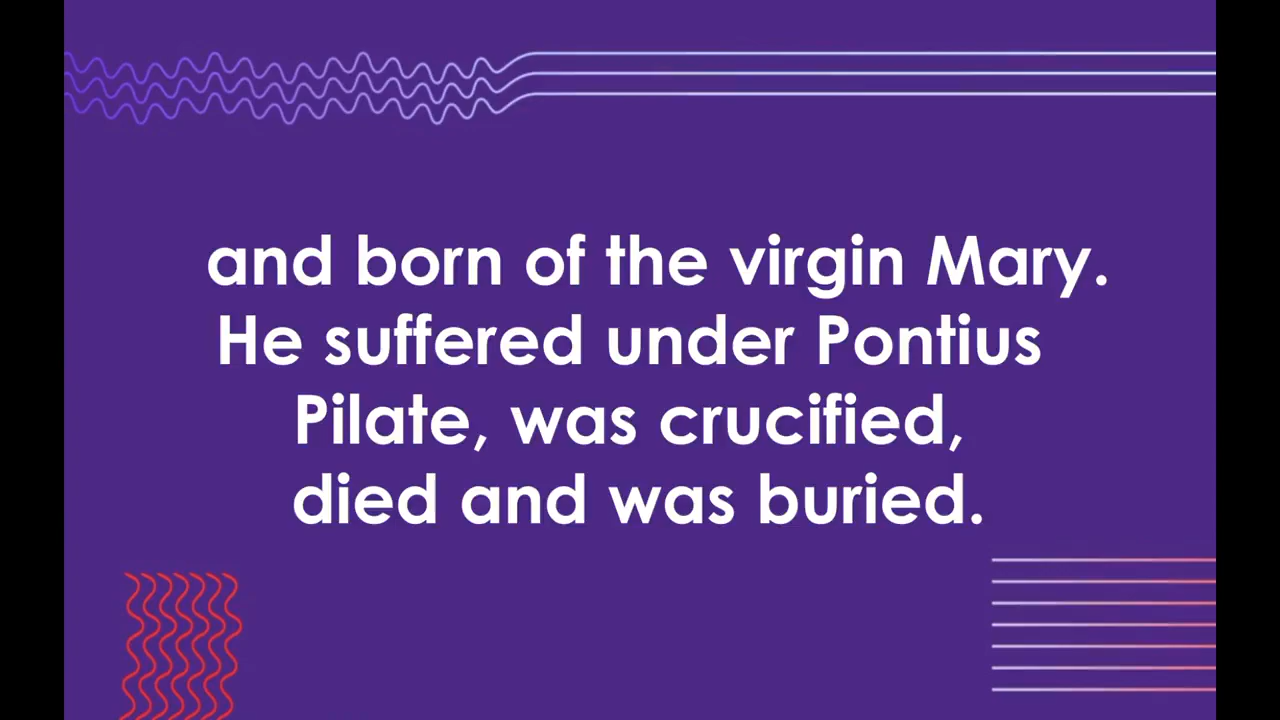 and born of the virgin Mary.
He suffered under Pontius
Pilate, was crucified,
died and was buried.